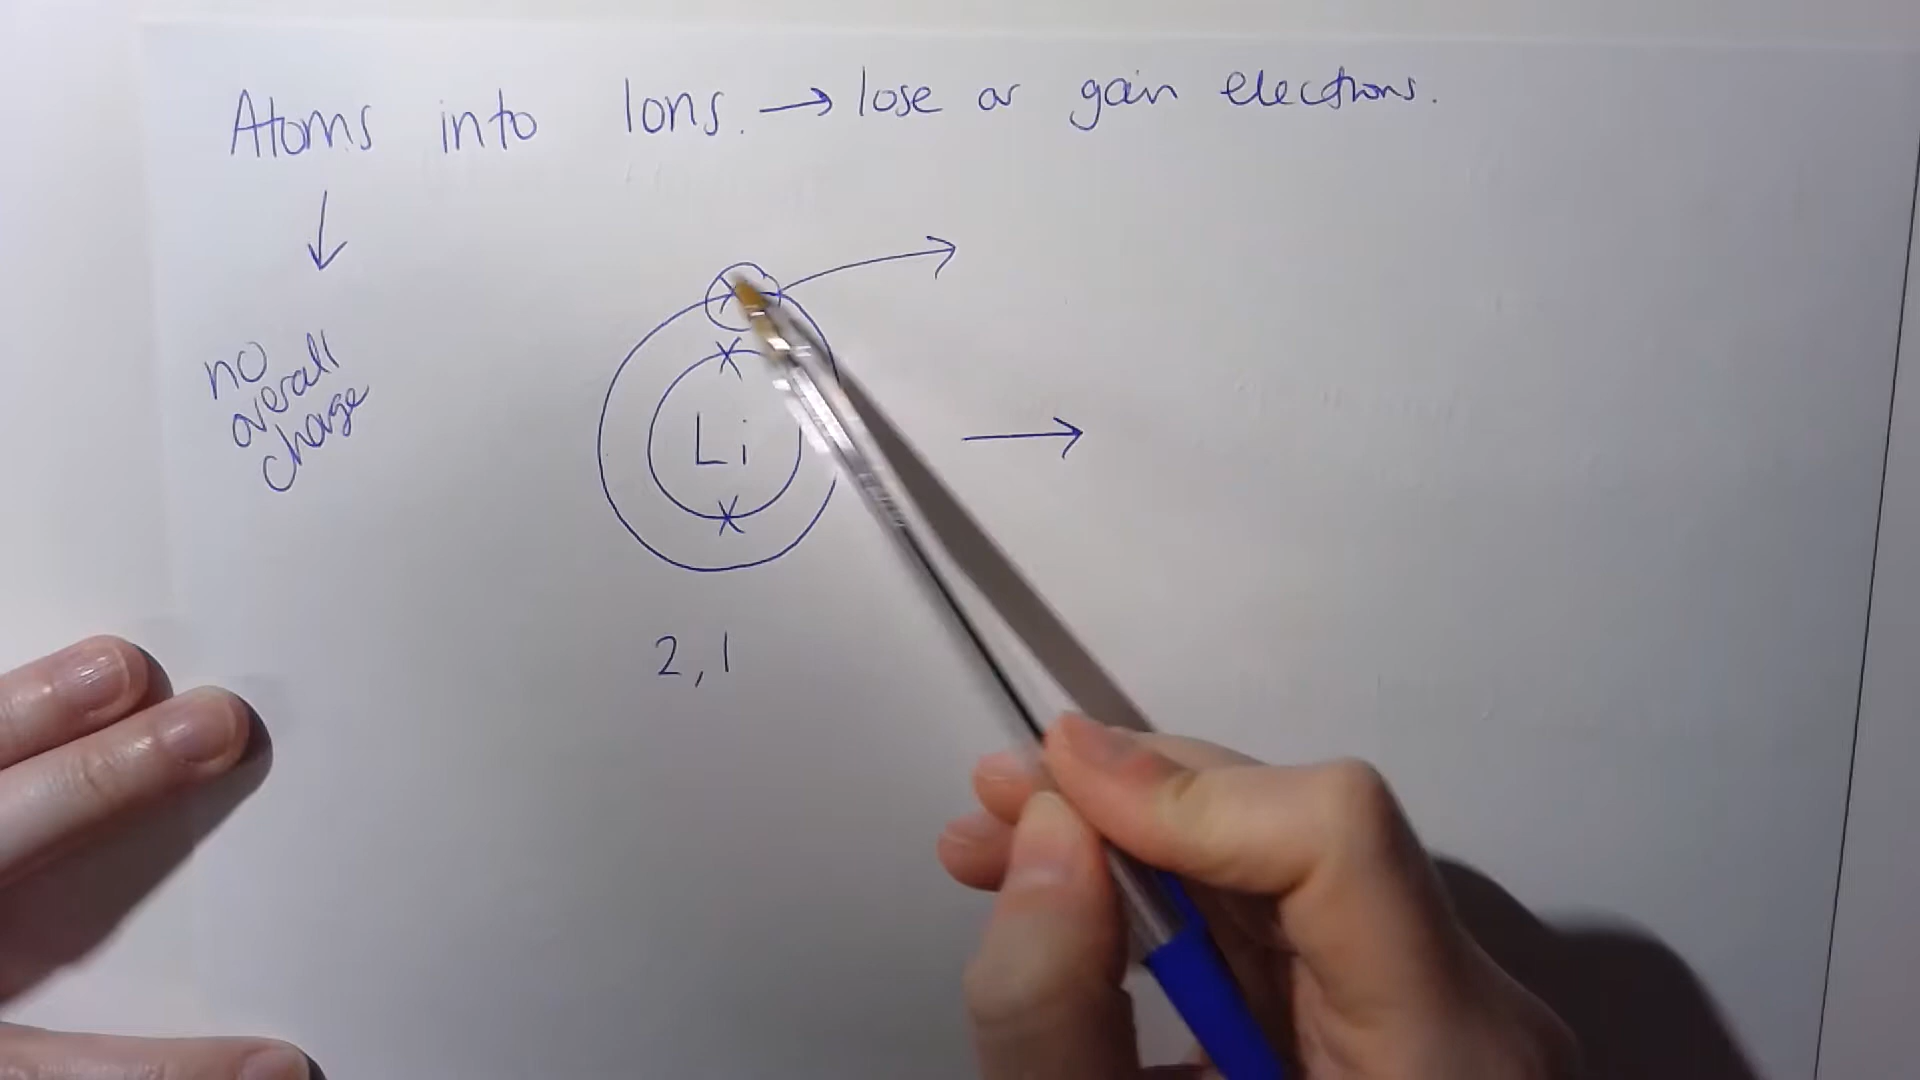 Atoms into Ions. → lose or gain electrons.
no
overall
charge
Li
2,1